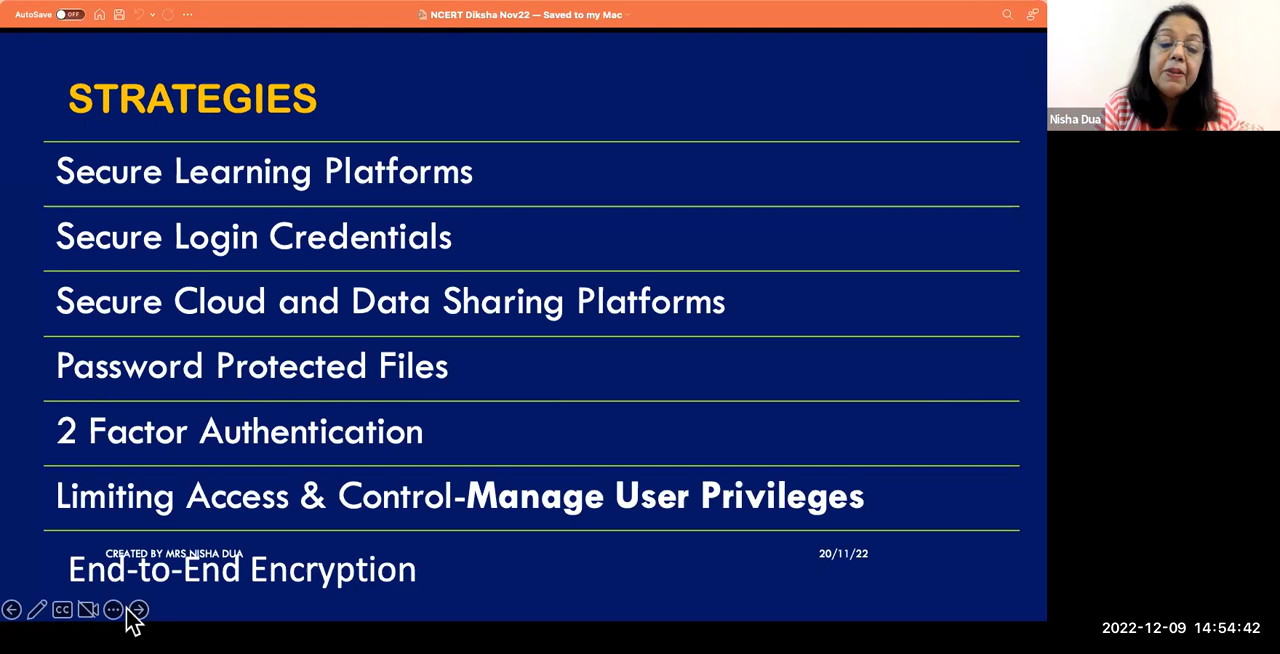 AutoSave OFF
NCERT Diksha Nov22 — Saved to my Mac
Nisha Dua
STRATEGIES
Secure Learning Platforms
Secure Login Credentials
Secure Cloud and Data Sharing Platforms
Password Protected Files
2 Factor Authentication
Limiting Access & Control-Manage User Privileges
CREATED BY MRS NISHA DUA
20/11/22
End-to-End Encryption
CC
2022-12-09 14:54:42